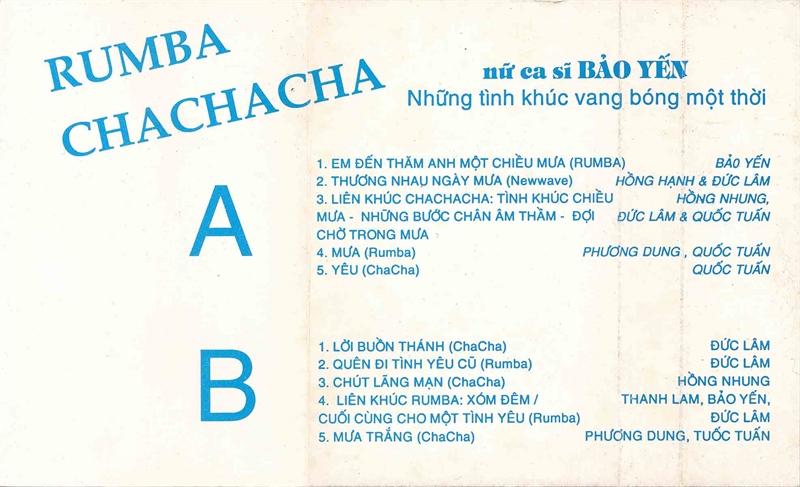 RUMBA
CHACHACHA
nữ ca sĩ BẢO YẾN
Những tình khúc vang bóng một thời
A
1. EM ĐẾN THĂM ANH MỘT CHIỀU MƯA (RUMBA) BẢ0 YẾN
2. THƯƠNG NHAU NGÀY MƯA (Newwave) HỒNG HẠNH & ĐỨC LÂM
3. LIÊN KHÚC CHACHACHA: TÌNH KHÚC CHIỀU HỒNG NHUNG,
MƯA - NHỮNG BƯỚC CHÂN ÂM THẦM - ĐỢI ĐỨC LÂM & QUỐC TUẤN
CHỜ TRONG MƯA
4. MƯA (Rumba) PHƯƠNG DUNG , QUỐC TUẤN
5. YÊU (ChaCha) QUỐC TUẤN
B
1. LỜI BUỒN THÁNH (ChaCha) ĐỨC LÂM
2. QUÊN ĐI TÌNH YÊU CŨ (Rumba) ĐỨC LÂM
3. CHÚT LÃNG MẠN (ChaCha) HỒNG NHUNG
4. LIÊN KHÚC RUMBA: XÓM ĐÊM / THANH LAM, BẢO YẾN,
CUỐI CÙNG CHO MỘT TÌNH YÊU (Rumba) ĐỨC LÂM
5. MƯA TRẮNG (ChaCha) PHƯƠNG DUNG, TUỐC TUẤN